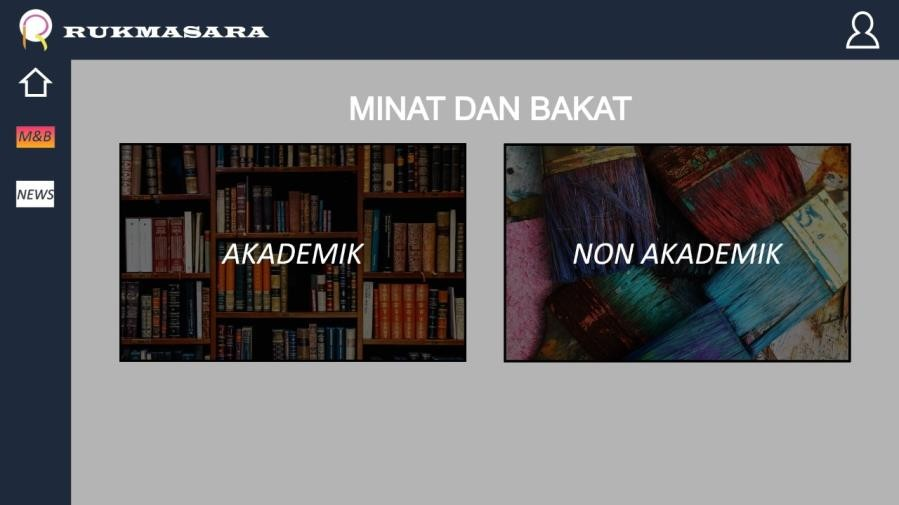 RUKMASARA
M&B
NEWS
MINAT DAN BAKAT
AKADEMIK
NON AKADEMIK